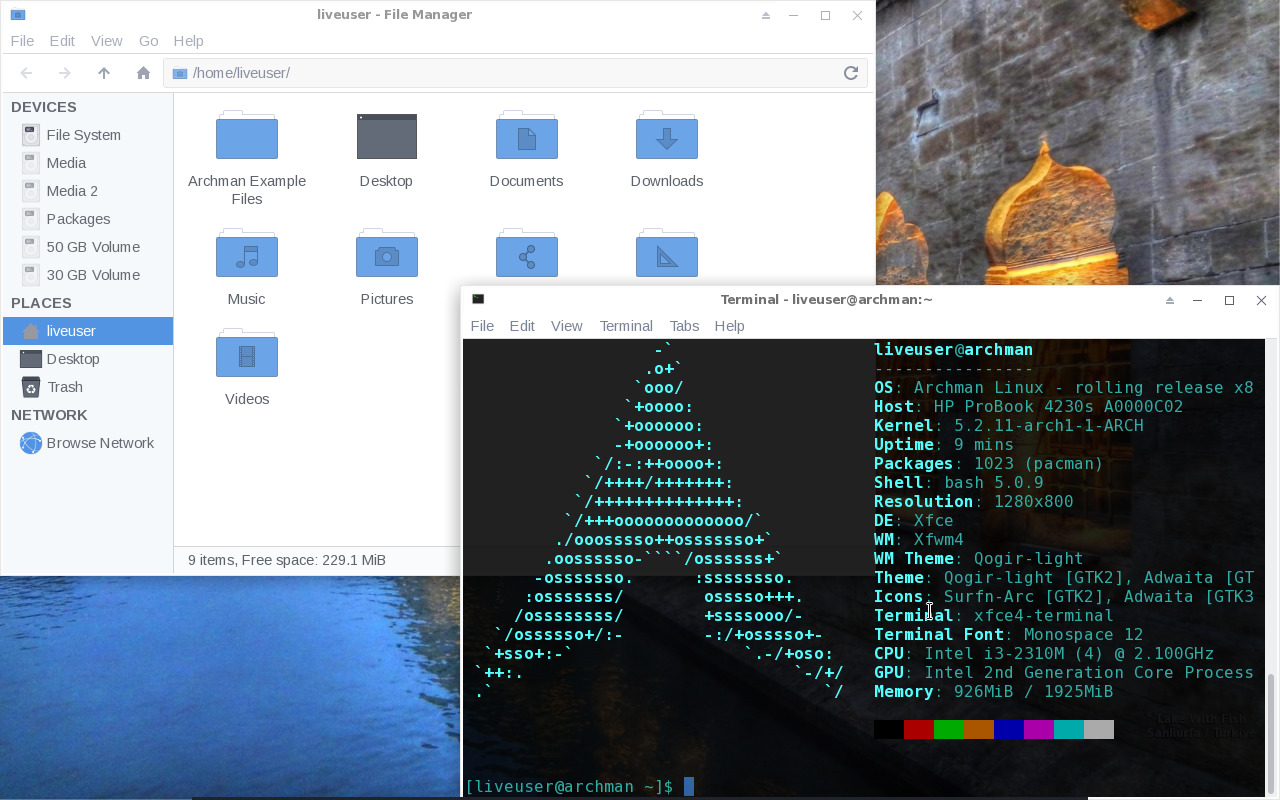 liveuser - File Manager
File Edit View Go Help
/home/liveuser/
DEVICES
File System
Media
Media 2
Packages
50 GB Volume
30 GB Volume
PLACES
liveuser
Desktop
Trash
NETWORK
Browse Network
Archman Example
Files
Desktop
Documents
Downloads
Music
Pictures
Videos
9 items, Free space: 229.1 MiB
Terminal - liveuser@archman:~
File Edit View Terminal Tabs Help
-`
.o+`
`ooo/
`+oooo:
`+oooooo:
-+oooooo+:
`/:-:++oooo+:
`/++++/+++++++:
`/++++++++++++++:
`/+++ooooooooooooo/`
./ooosssso++osssssso+`
.oossssso-````/ossssss+`
-osssssso. :ssssssso.
:osssssss/ osssso+++.
/ossssssss/ +ssssooo/-
`/ossssso+/:- -:/+osssso+-
`+sso+:-` `.-/+oso:
`++:. `-/+/
.` `/
liveuser@archman
----------------
OS: Archman Linux - rolling release x8
Host: HP ProBook 4230s A0000C02
Kernel: 5.2.11-arch1-1-ARCH
Uptime: 9 mins
Packages: 1023 (pacman)
Shell: bash 5.0.9
Resolution: 1280x800
DE: Xfce
WM: Xfwm4
WM Theme: Qogir-light
Theme: Qogir-light [GTK2], Adwaita [GT
Icons: Surfn-Arc [GTK2], Adwaita [GTK3
Terminal: xfce4-terminal
Terminal Font: Monospace 12
CPU: Intel i3-2310M (4) @ 2.100GHz
GPU: Intel 2nd Generation Core Process
Memory: 926MiB / 1925MiB
Lake With Fish
Sanliurfa / Türkiye
[liveuser@archman ~]$